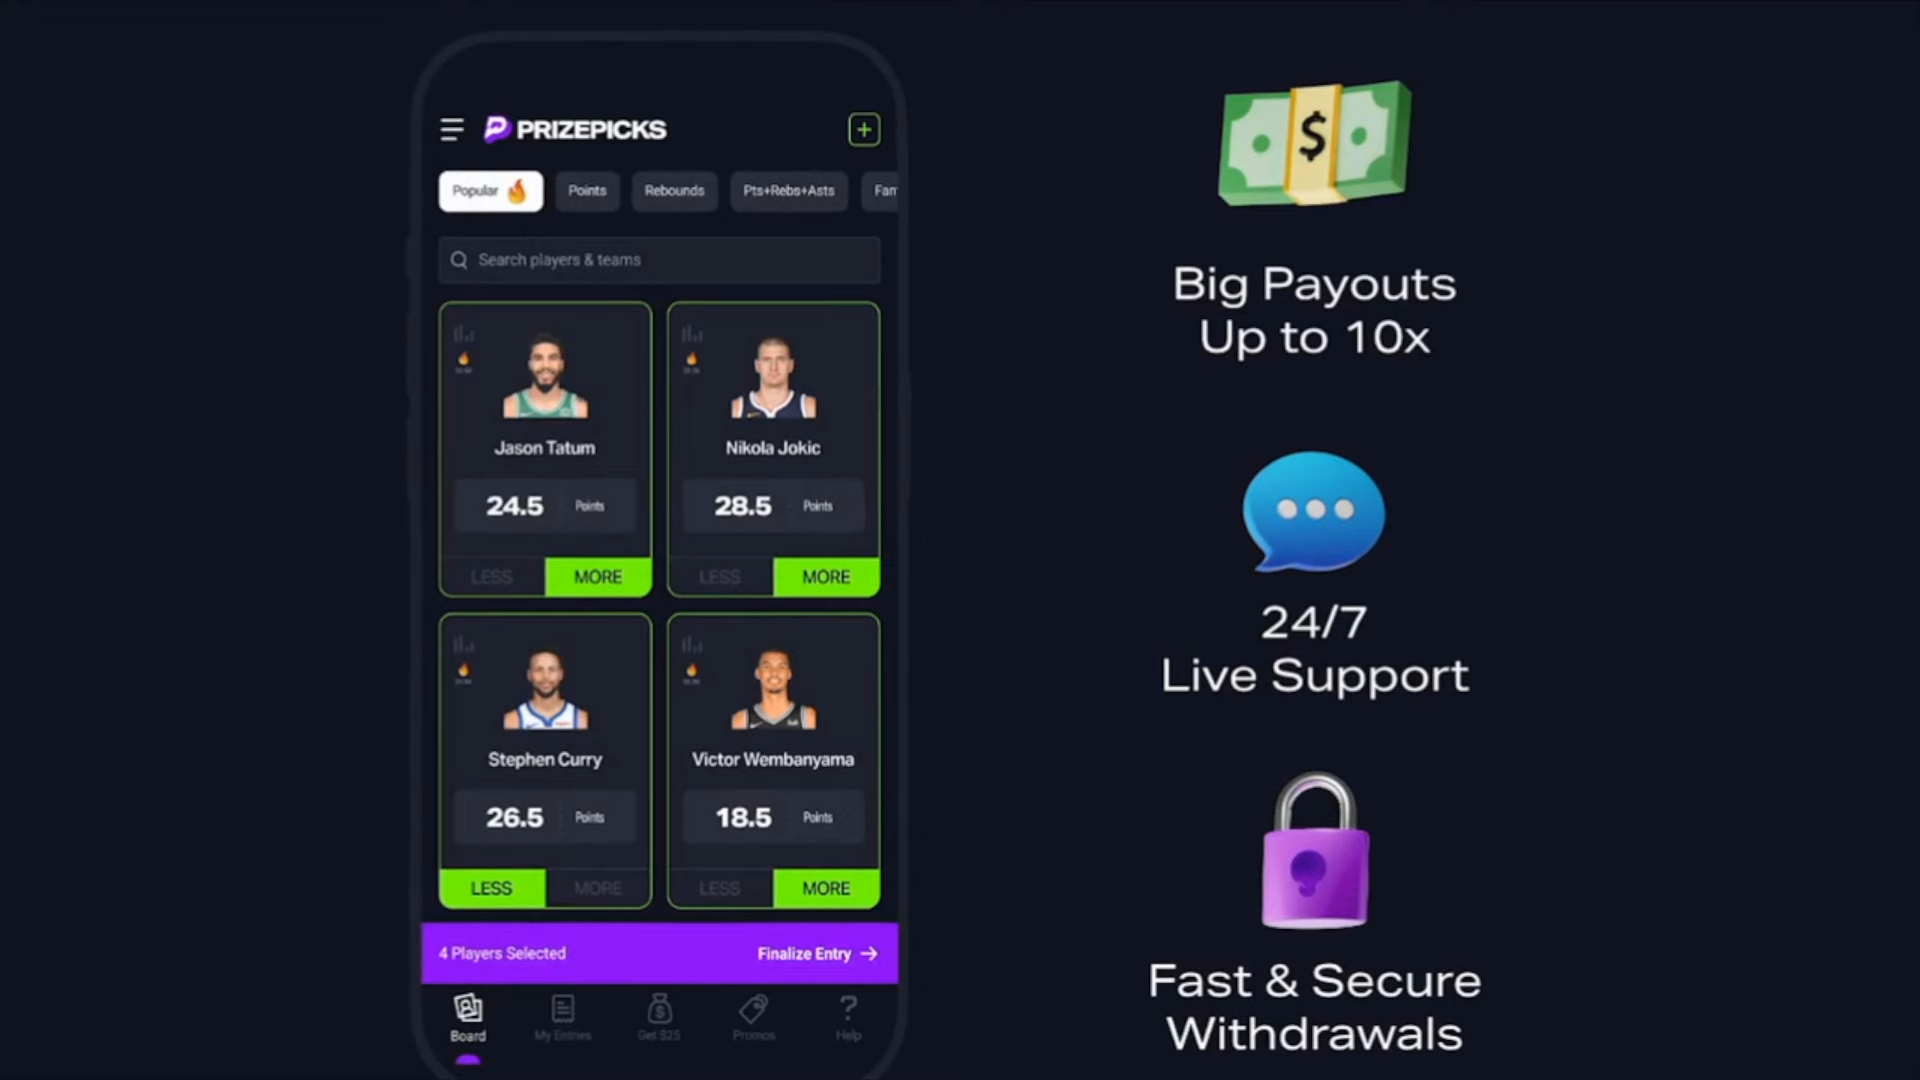 PRIZEPICKS
Popular
Points
Rebounds
Pts+Rebs+Asts
Fan
Search players & teams
Jason Tatum
24.5 Points
LESS MORE
Nikola Jokic
28.5 Points
LESS MORE
Stephen Curry
26.5 Points
LESS MORE
Victor Wembanyama
18.5 Points
LESS MORE
4 Players Selected
Finalize Entry
Board
My Entries
Get $25
Promos
Help
$
Big Payouts
Up to 10x
24/7
Live Support
Fast & Secure
Withdrawals